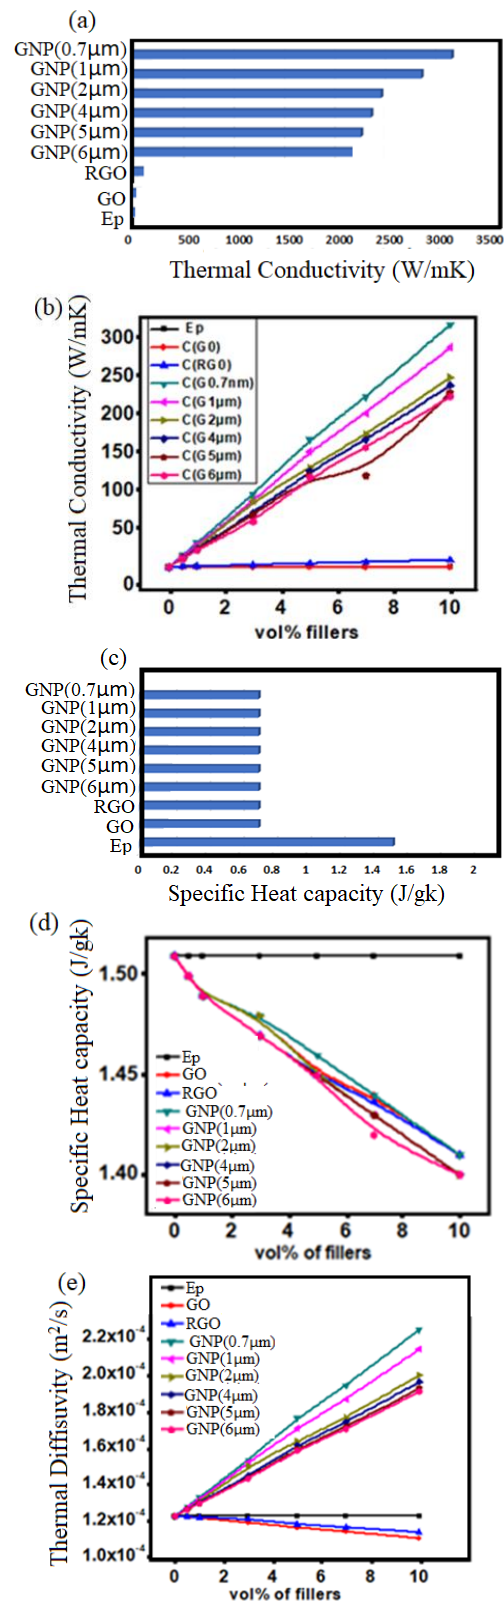 (a)
GNP(0.7μm)
GNP(1μm)
GNP(2μm)
GNP(4μm)
GNP(5μm)
GNP(6μm)
RGO
GO
Ep
0 500 1000 1500 2000 2500 3000 3500
Thermal Conductivity (W/mK)
(b)
Thermal Conductivity (W/mK)
300
250
200
150
100
50
0
Ep
C(G0)
C(RG0)
C(G0.7nm)
C(G1μm)
C(G2μm)
C(G4μm)
C(G5μm)
C(G6μm)
0 2 4 6 8 10
vol% fillers
(c)
GNP(0.7μm)
GNP(1μm)
GNP(2μm)
GNP(4μm)
GNP(5μm)
GNP(6μm)
RGO
GO
Ep
0 0.2 0.4 0.6 0.8 1 1.2 1.4 1.6 1.8 2
Specific Heat capacity (J/gk)
(d)
Specific Heat capacity (J/gk)
1.50
1.45
1.40
Ep
GO
RGO
GNP(0.7μm)
GNP(1μm)
GNP(2μm)
GNP(4μm)
GNP(5μm)
GNP(6μm)
0 2 4 6 8 10
vol% of fillers
(e)
Thermal Diffisuvity (m²/s)
2.2x10⁻⁴
2.0x10⁻⁴
1.8x10⁻⁴
1.6x10⁻⁴
1.4x10⁻⁴
1.2x10⁻⁴
1.0x10⁻⁴
Ep
GO
RGO
GNP(0.7μm)
GNP(1μm)
GNP(2μm)
GNP(4μm)
GNP(5μm)
GNP(6μm)
0 2 4 6 8 10
vol% of fillers